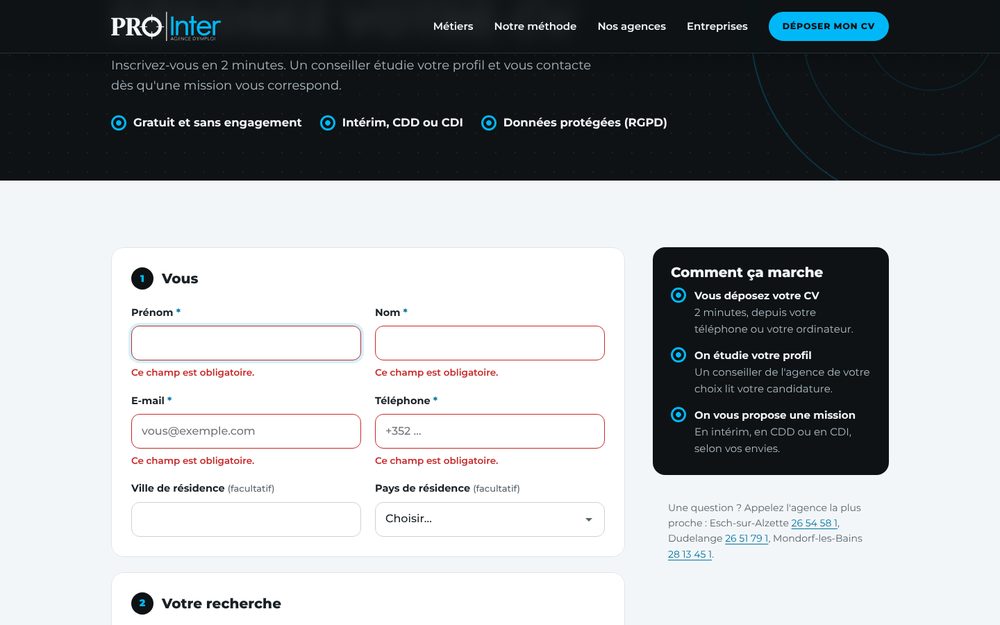 PRO Inter
AGENCE D'EMPLOI
Métiers
Notre méthode
Nos agences
Entreprises
DÉPOSER MON CV
Inscrivez-vous en 2 minutes. Un conseiller étudie votre profil et vous contacte
dès qu'une mission vous correspond.
Gratuit et sans engagement
Intérim, CDD ou CDI
Données protégées (RGPD)
1 Vous
Prénom *
Nom *
Ce champ est obligatoire.
Ce champ est obligatoire.
E-mail *
Téléphone *
vous@exemple.com
+352 ...
Ce champ est obligatoire.
Ce champ est obligatoire.
Ville de résidence (facultatif)
Pays de résidence (facultatif)
Choisir...
2 Votre recherche
Comment ça marche
Vous déposez votre CV
2 minutes, depuis votre
téléphone ou votre ordinateur.
On étudie votre profil
Un conseiller de l'agence de votre
choix lit votre candidature.
On vous propose une mission
En intérim, en CDD ou en CDI,
selon vos envies.
Une question ? Appelez l'agence la plus
proche : Esch-sur-Alzette 26 54 58 1,
Dudelange 26 51 79 1, Mondorf-les-Bains
28 13 45 1.